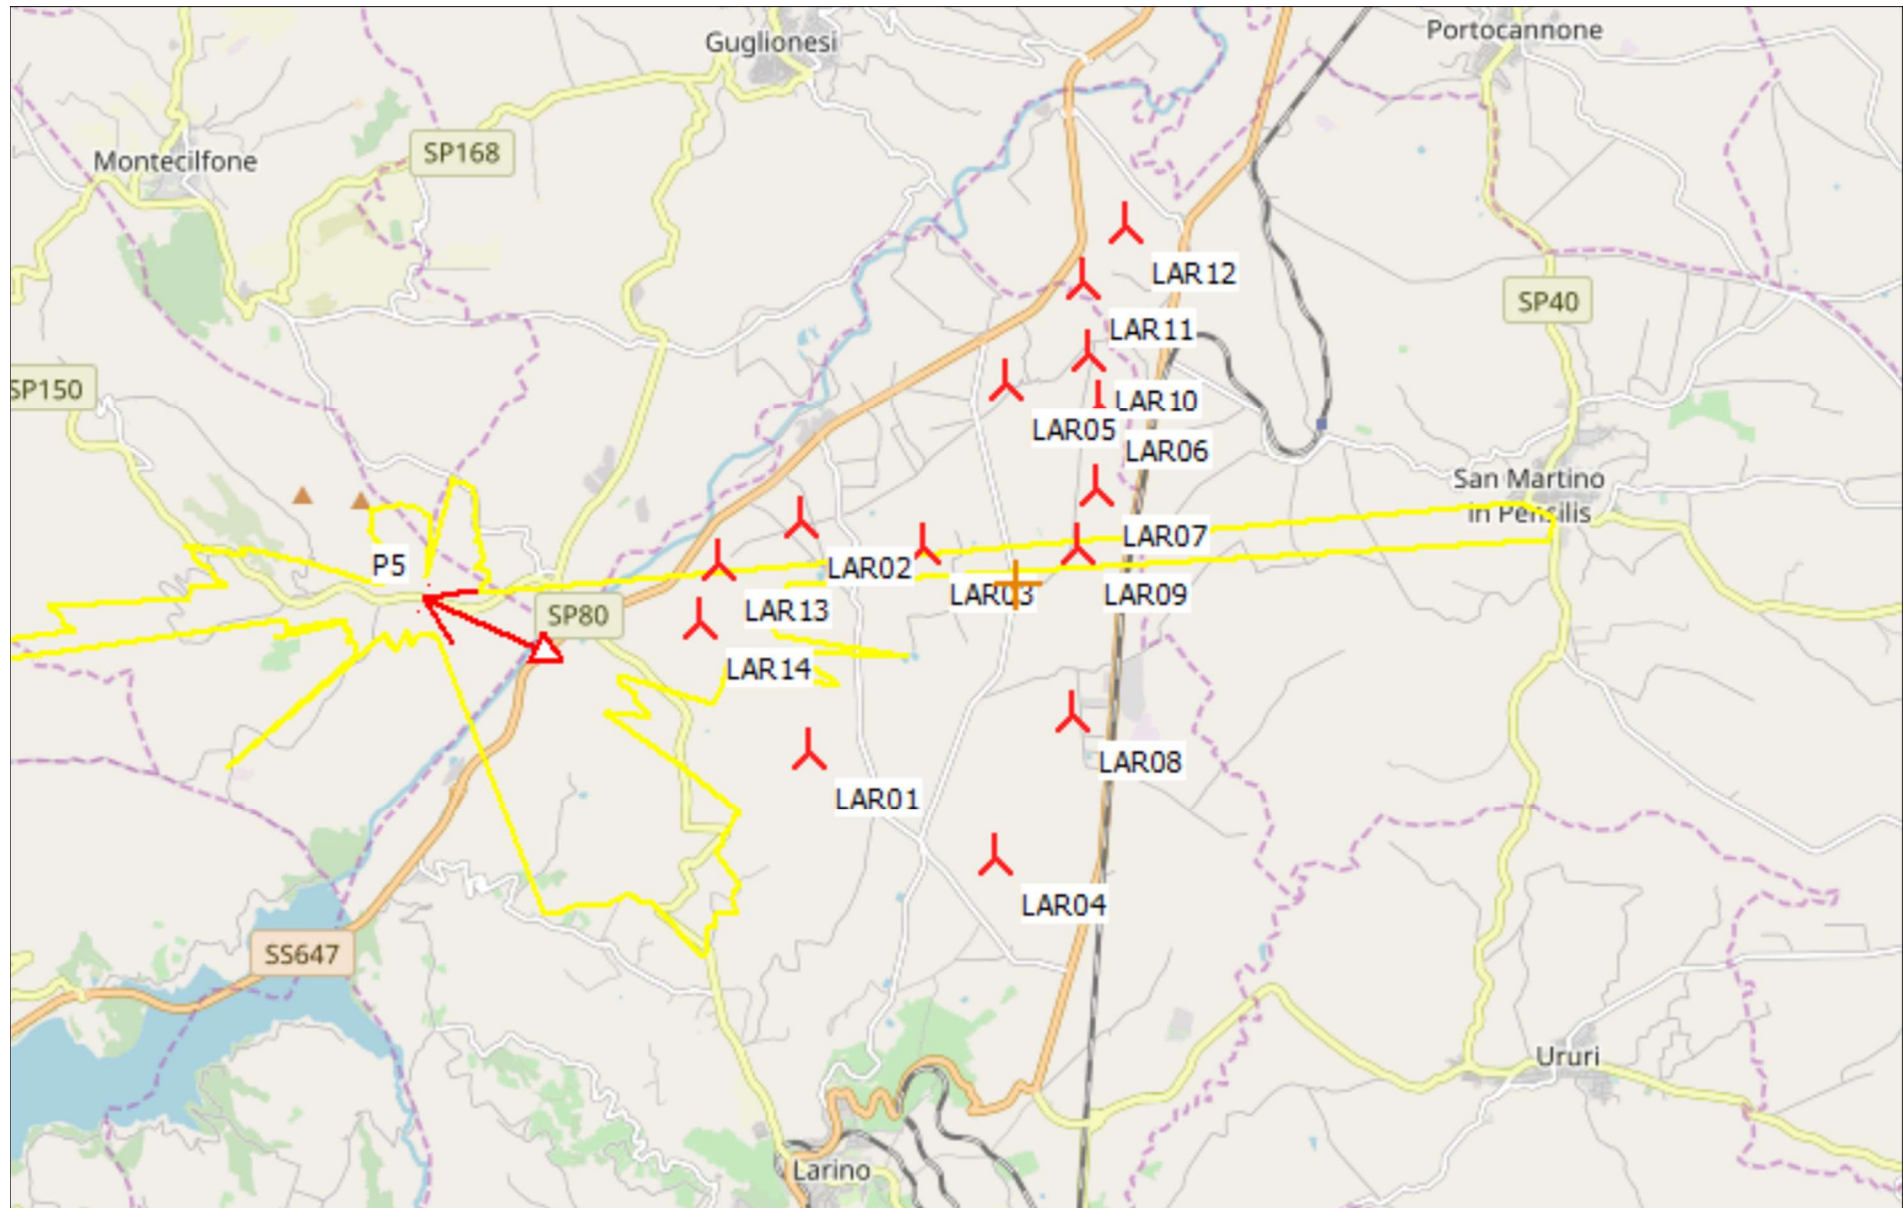 Guglionesi
Portocannone
SP168
Montecilfone
LAR12
SP40
LAR11
SP150
LAR10
LAR05
LAR06
San Martino
in Pensilis
LAR07
P5
LAR02
LAR03
LAR09
LAR13
SP80
LAR14
LAR08
LAR01
LAR04
SS647
Ururi
Larino